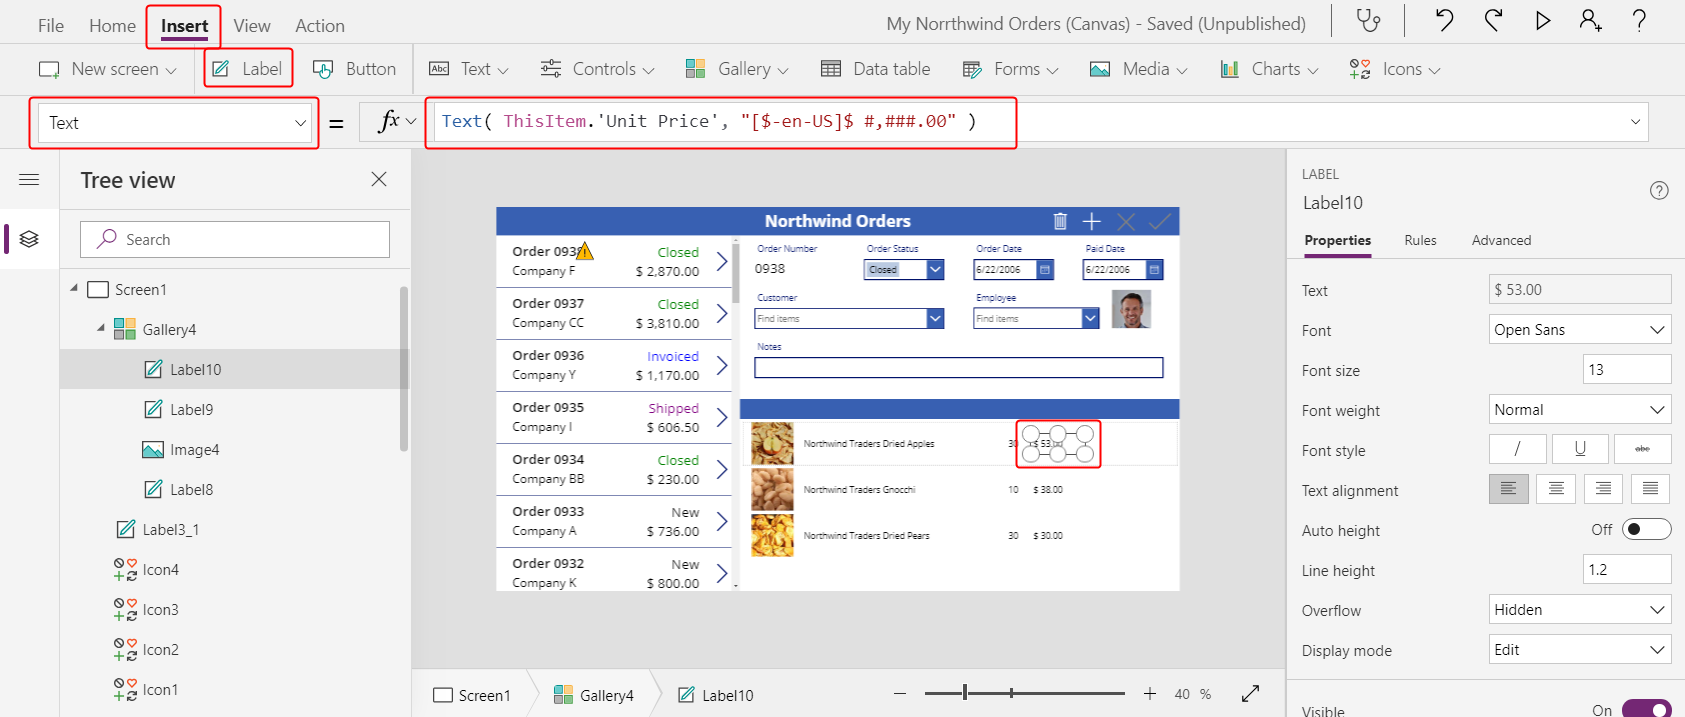 File Home Insert View Action My Norrthwind Orders (Canvas) - Saved (Unpublished) ?
New screen Label Button Abc Text Controls Gallery Data table Forms Media Charts Icons
Text = fx Text( ThisItem.'Unit Price', "[$-en-US]$ #,###.00" )
Tree view
Search
Screen1
Gallery4
Label10
Label9
Image4
Label8
Label3_1
Icon4
Icon3
Icon2
Icon1
Northwind Orders
Order 0938 Closed
Company F $ 2,870.00
Order 0937 Closed
Company CC $ 3,810.00
Order 0936 Invoiced
Company Y $ 1,170.00
Order 0935 Shipped
Company I $ 606.50
Order 0934 Closed
Company BB $ 230.00
Order 0933 New
Company A $ 736.00
Order 0932 New
Company K $ 800.00
Order Number Order Status Order Date Paid Date
0938 Closed 6/22/2006 6/22/2006
Customer Employee
Find items Find items
Notes
Northwind Traders Dried Apples 30 $ 53.00
Northwind Traders Gnocchi 10 $ 38.00
Northwind Traders Dried Pears 30 $ 30.00
Screen1 Gallery4 Label10 40 %
LABEL
Label10 ?
Properties Rules Advanced
Text $ 53.00
Font Open Sans
Font size 13
Font weight Normal
Font style / U abc
Text alignment
Auto height Off
Line height 1.2
Overflow Hidden
Display mode Edit
Visible On